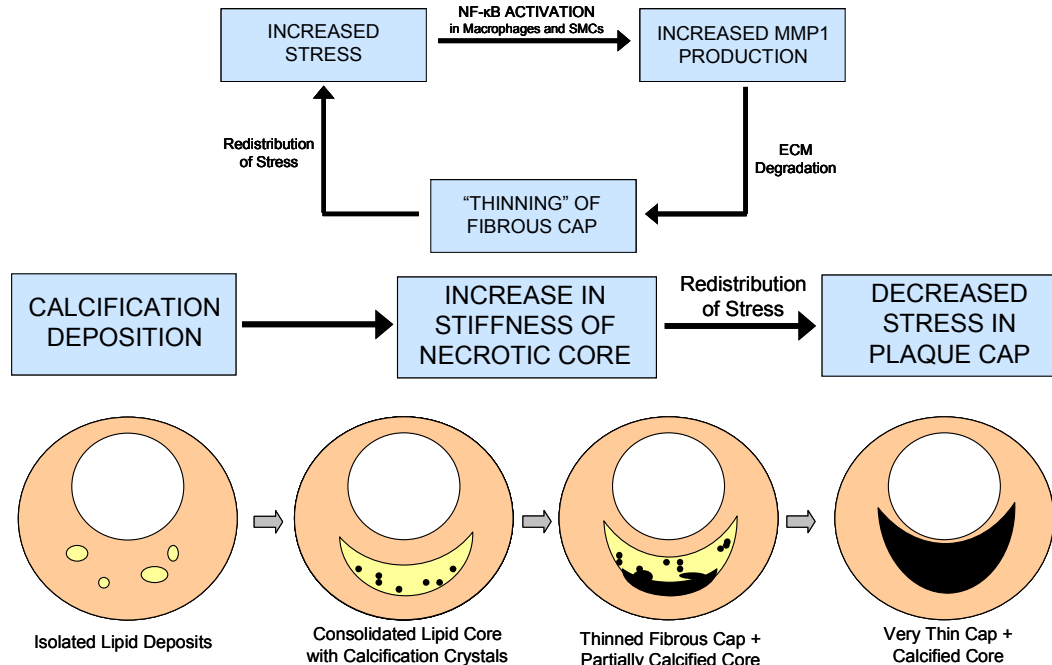 INCREASED
STRESS
NF-κB ACTIVATION
in Macrophages and SMCs
INCREASED MMP1
PRODUCTION
Redistribution
of Stress
ECM
Degradation
“THINNING” OF
FIBROUS CAP
CALCIFICATION
DEPOSITION
INCREASE IN
STIFFNESS OF
NECROTIC CORE
Redistribution
of Stress
DECREASED
STRESS IN
PLAQUE CAP
Isolated Lipid Deposits
Consolidated Lipid Core
with Calcification Crystals
Thinned Fibrous Cap +
Partially Calcified Core
Very Thin Cap +
Calcified Core